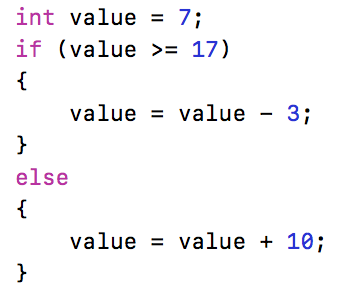 int value = 7;
if (value >= 17)
{
    value = value - 3;
}
else
{
    value = value + 10;
}